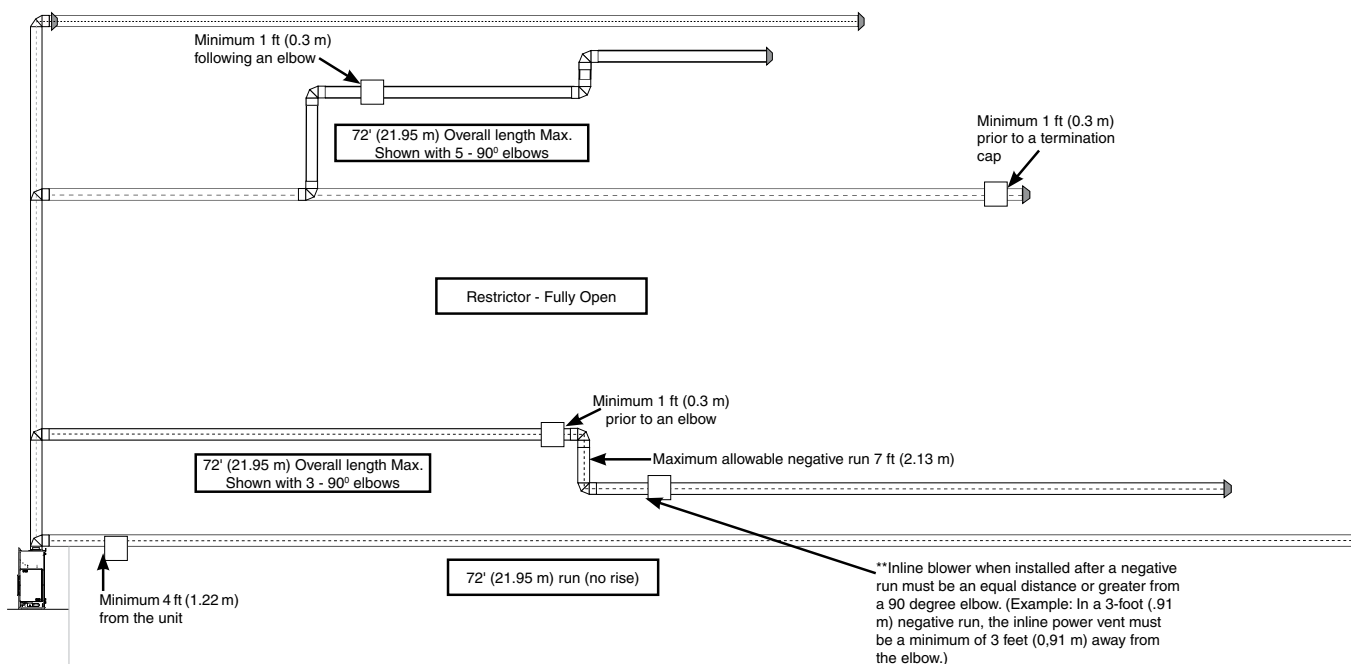 Minimum 1 ft (0.3 m)
following an elbow
72' (21.95 m) Overall length Max.
Shown with 5 - 90⁰ elbows
Minimum 1 ft (0.3 m)
prior to a termination
cap
Restrictor - Fully Open
Minimum 1 ft (0.3 m)
prior to an elbow
72' (21.95 m) Overall length Max.
Shown with 3 - 90⁰ elbows
Maximum allowable negative run 7 ft (2.13 m)
72' (21.95 m) run (no rise)
Minimum 4 ft (1.22 m)
from the unit
**Inline blower when installed after a negative
run must be an equal distance or greater from
a 90 degree elbow. (Example: In a 3-foot (.91
m) negative run, the inline power vent must
be a minimum of 3 feet (0,91 m) away from
the elbow.)